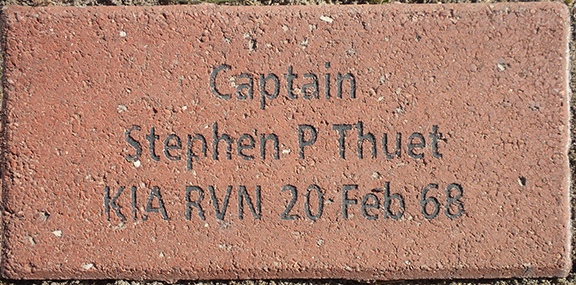 Captain
Stephen P Thuet
KIA RVN 20 Feb 68